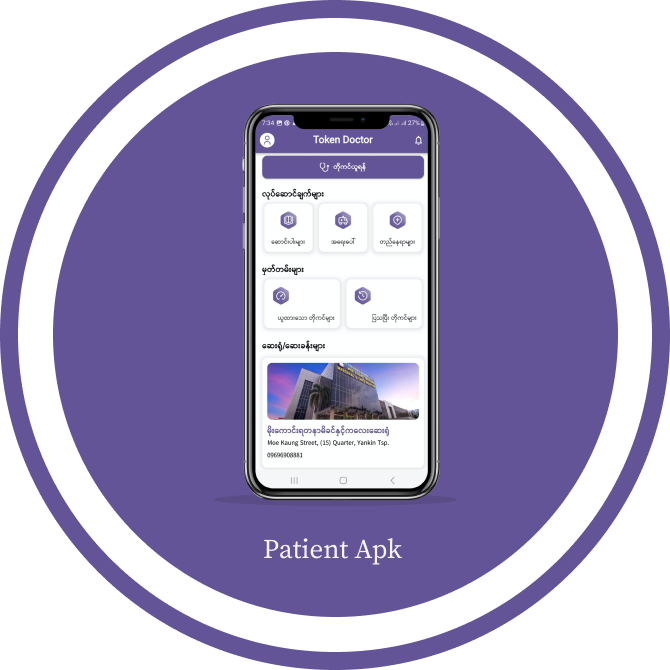 7:34
27%
Token Doctor
တိုကင်ယူရန်
လုပ်ဆောင်ချက်များ
ဆောင်းပါးများ
အရေးပေါ်
တည်နေရာများ
မှတ်တမ်းများ
ယူထားသော တိုကင်များ
ပြသပြီး တိုကင်များ
ဆေးရုံ/ဆေးခန်းများ
မိုးကောင်းရတနာမိခင်နှင့်ကလေးဆေးရုံ
Moe Kaung Street, (15) Quarter, Yankin Tsp.
09696908881
Patient Apk